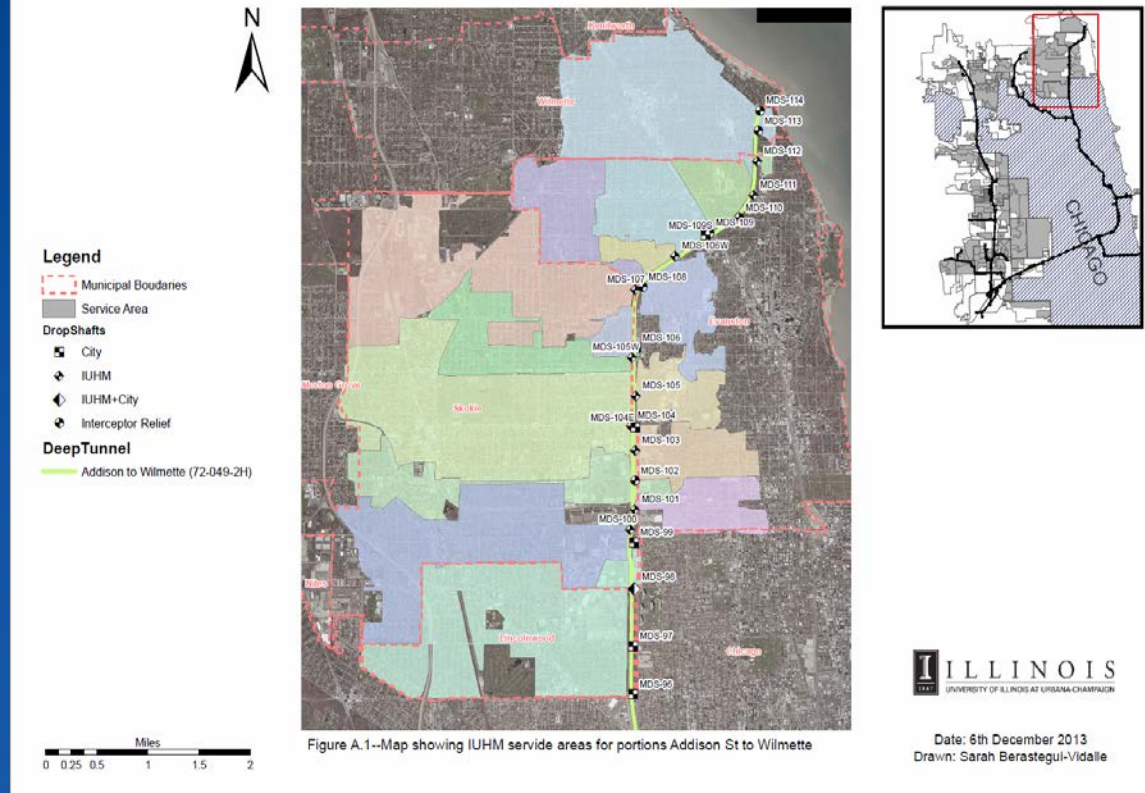 N
Legend
Municipal Boudaries
Service Area
DropShafts
City
IUHM
IUHM+City
Interceptor Relief
DeepTunnel
Addison to Wilmette (72-049-2H)
Miles
0 0.25 0.5 1 1.5 2
Kenilworth
Wilmette
MDS-114
MDS-113
MDS-112
MDS-111
MDS-110
MDS-109S
MDS-109
MDS-106W
MDS-108
MDS-107
Evanston
MDS-106
MDS-105W
Morton Grove
MDS-105
Skokie
MDS-104E
MDS-104
MDS-103
MDS-102
MDS-101
MDS-100
MDS-99
Niles
MDS-98
Lincolnwood
MDS-97
Chicago
MDS-96
Figure A.1--Map showing IUHM servide areas for portions Addison St to Wilmette
CHICAGO
I
1867
ILLINOIS
UNIVERSITY OF ILLINOIS AT URBANA-CHAMPAIGN
Date: 6th December 2013
Drawn: Sarah Berastegui-Vidalle